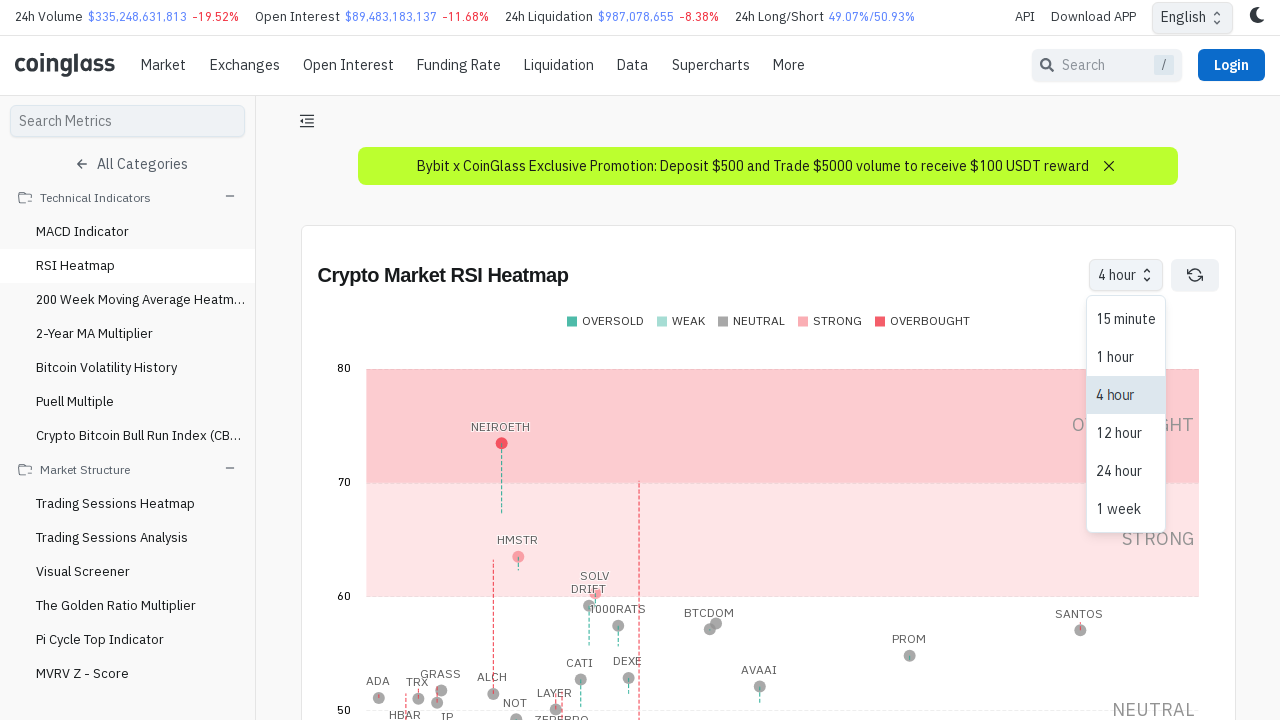 24h Volume $335,248,631,813 -19.52% Open Interest $89,483,183,137 -11.68% 24h Liquidation $987,078,655 -8.38% 24h Long/Short 49.07%/50.93% API Download APP English
coinglass Market Exchanges Open Interest Funding Rate Liquidation Data Supercharts More Search / Login
Search Metrics
All Categories
Technical Indicators
MACD Indicator
RSI Heatmap
200 Week Moving Average Heatm...
2-Year MA Multiplier
Bitcoin Volatility History
Puell Multiple
Crypto Bitcoin Bull Run Index (CB...
Market Structure
Trading Sessions Heatmap
Trading Sessions Analysis
Visual Screener
The Golden Ratio Multiplier
Pi Cycle Top Indicator
MVRV Z - Score
Bybit x CoinGlass Exclusive Promotion: Deposit $500 and Trade $5000 volume to receive $100 USDT reward
Crypto Market RSI Heatmap
4 hour
15 minute
1 hour
4 hour
12 hour
24 hour
1 week
OVERSOLD WEAK NEUTRAL STRONG OVERBOUGHT
80
NEIROETH
70
HMSTR
STRONG
SOLV
DRIFT
60
1000RATS
BTCDOM
SANTOS
PROM
CATI
DEXE
AVAAI
ADA
TRX
GRASS
ALCH
LAYER
NOT
50
HBAR
IP
ZEREBRO
NEUTRAL